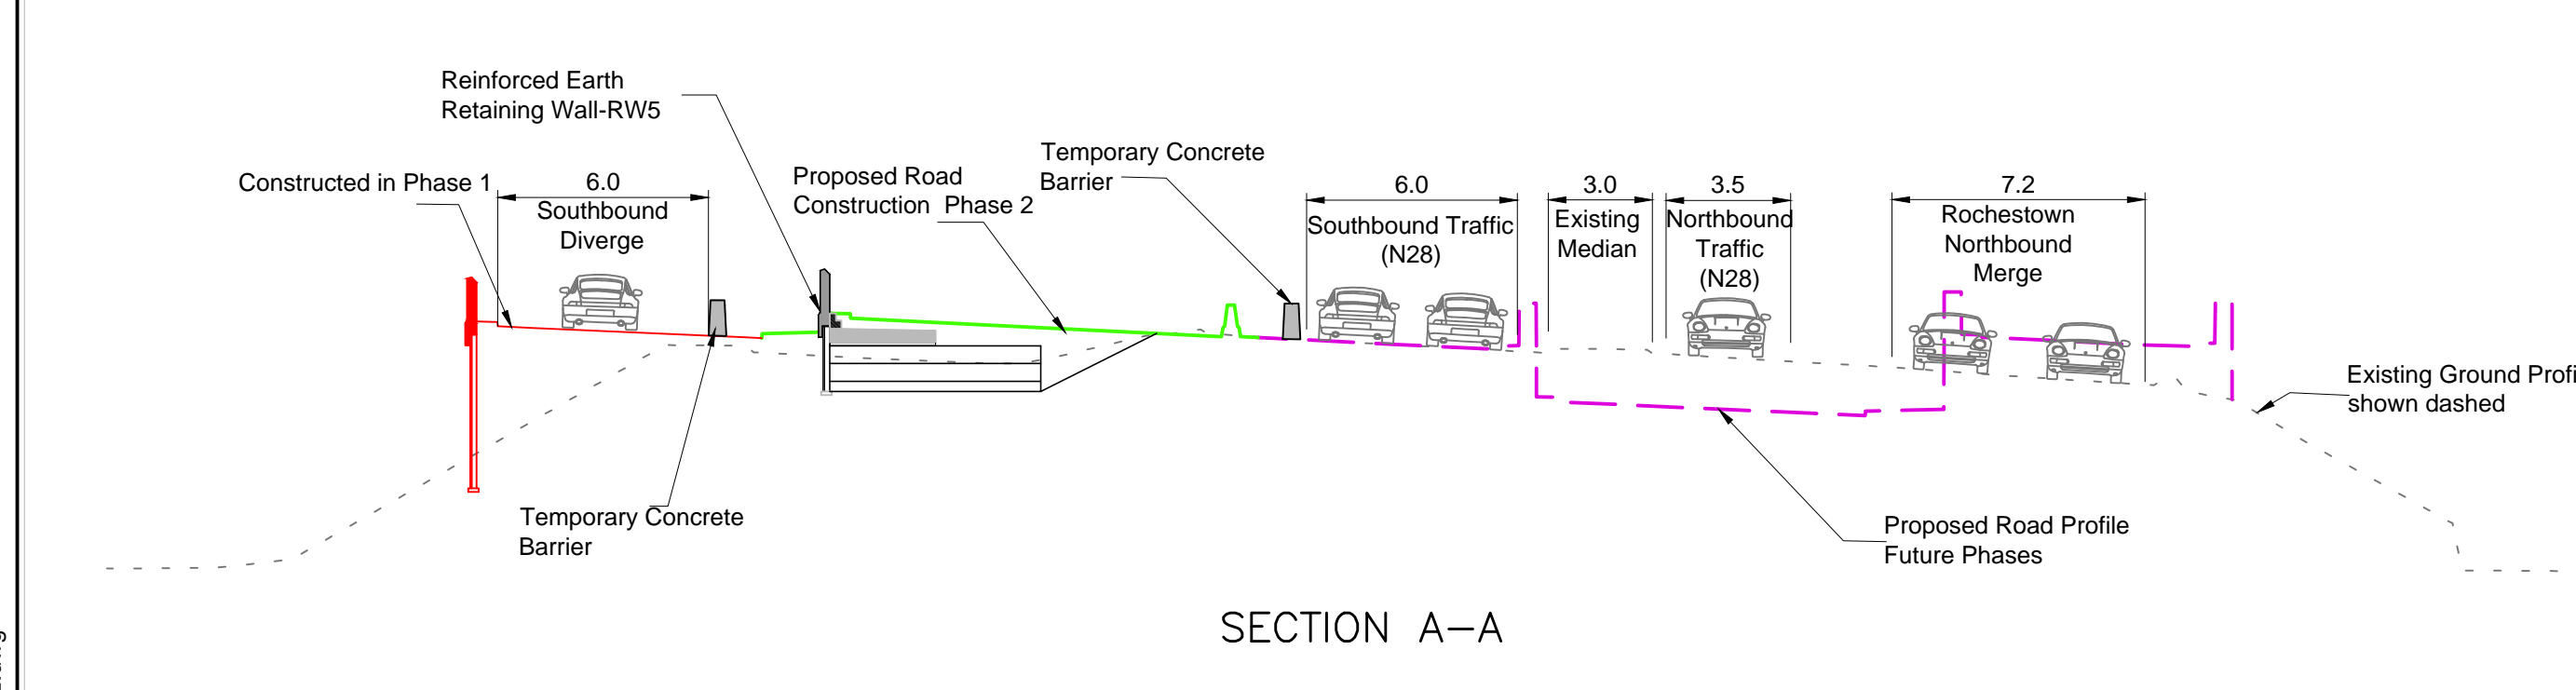 Reinforced Earth
Retaining Wall-RW5
Constructed in Phase 1
6.0
Southbound
Diverge
Proposed Road
Construction Phase 2
Temporary Concrete
Barrier
6.0
Southbound Traffic
(N28)
3.0
Existing
Median
3.5
Northbound
Traffic
(N28)
7.2
Rochestown
Northbound
Merge
Existing Ground Profi
shown dashed
Temporary Concrete
Barrier
Proposed Road Profile
Future Phases
SECTION A-A